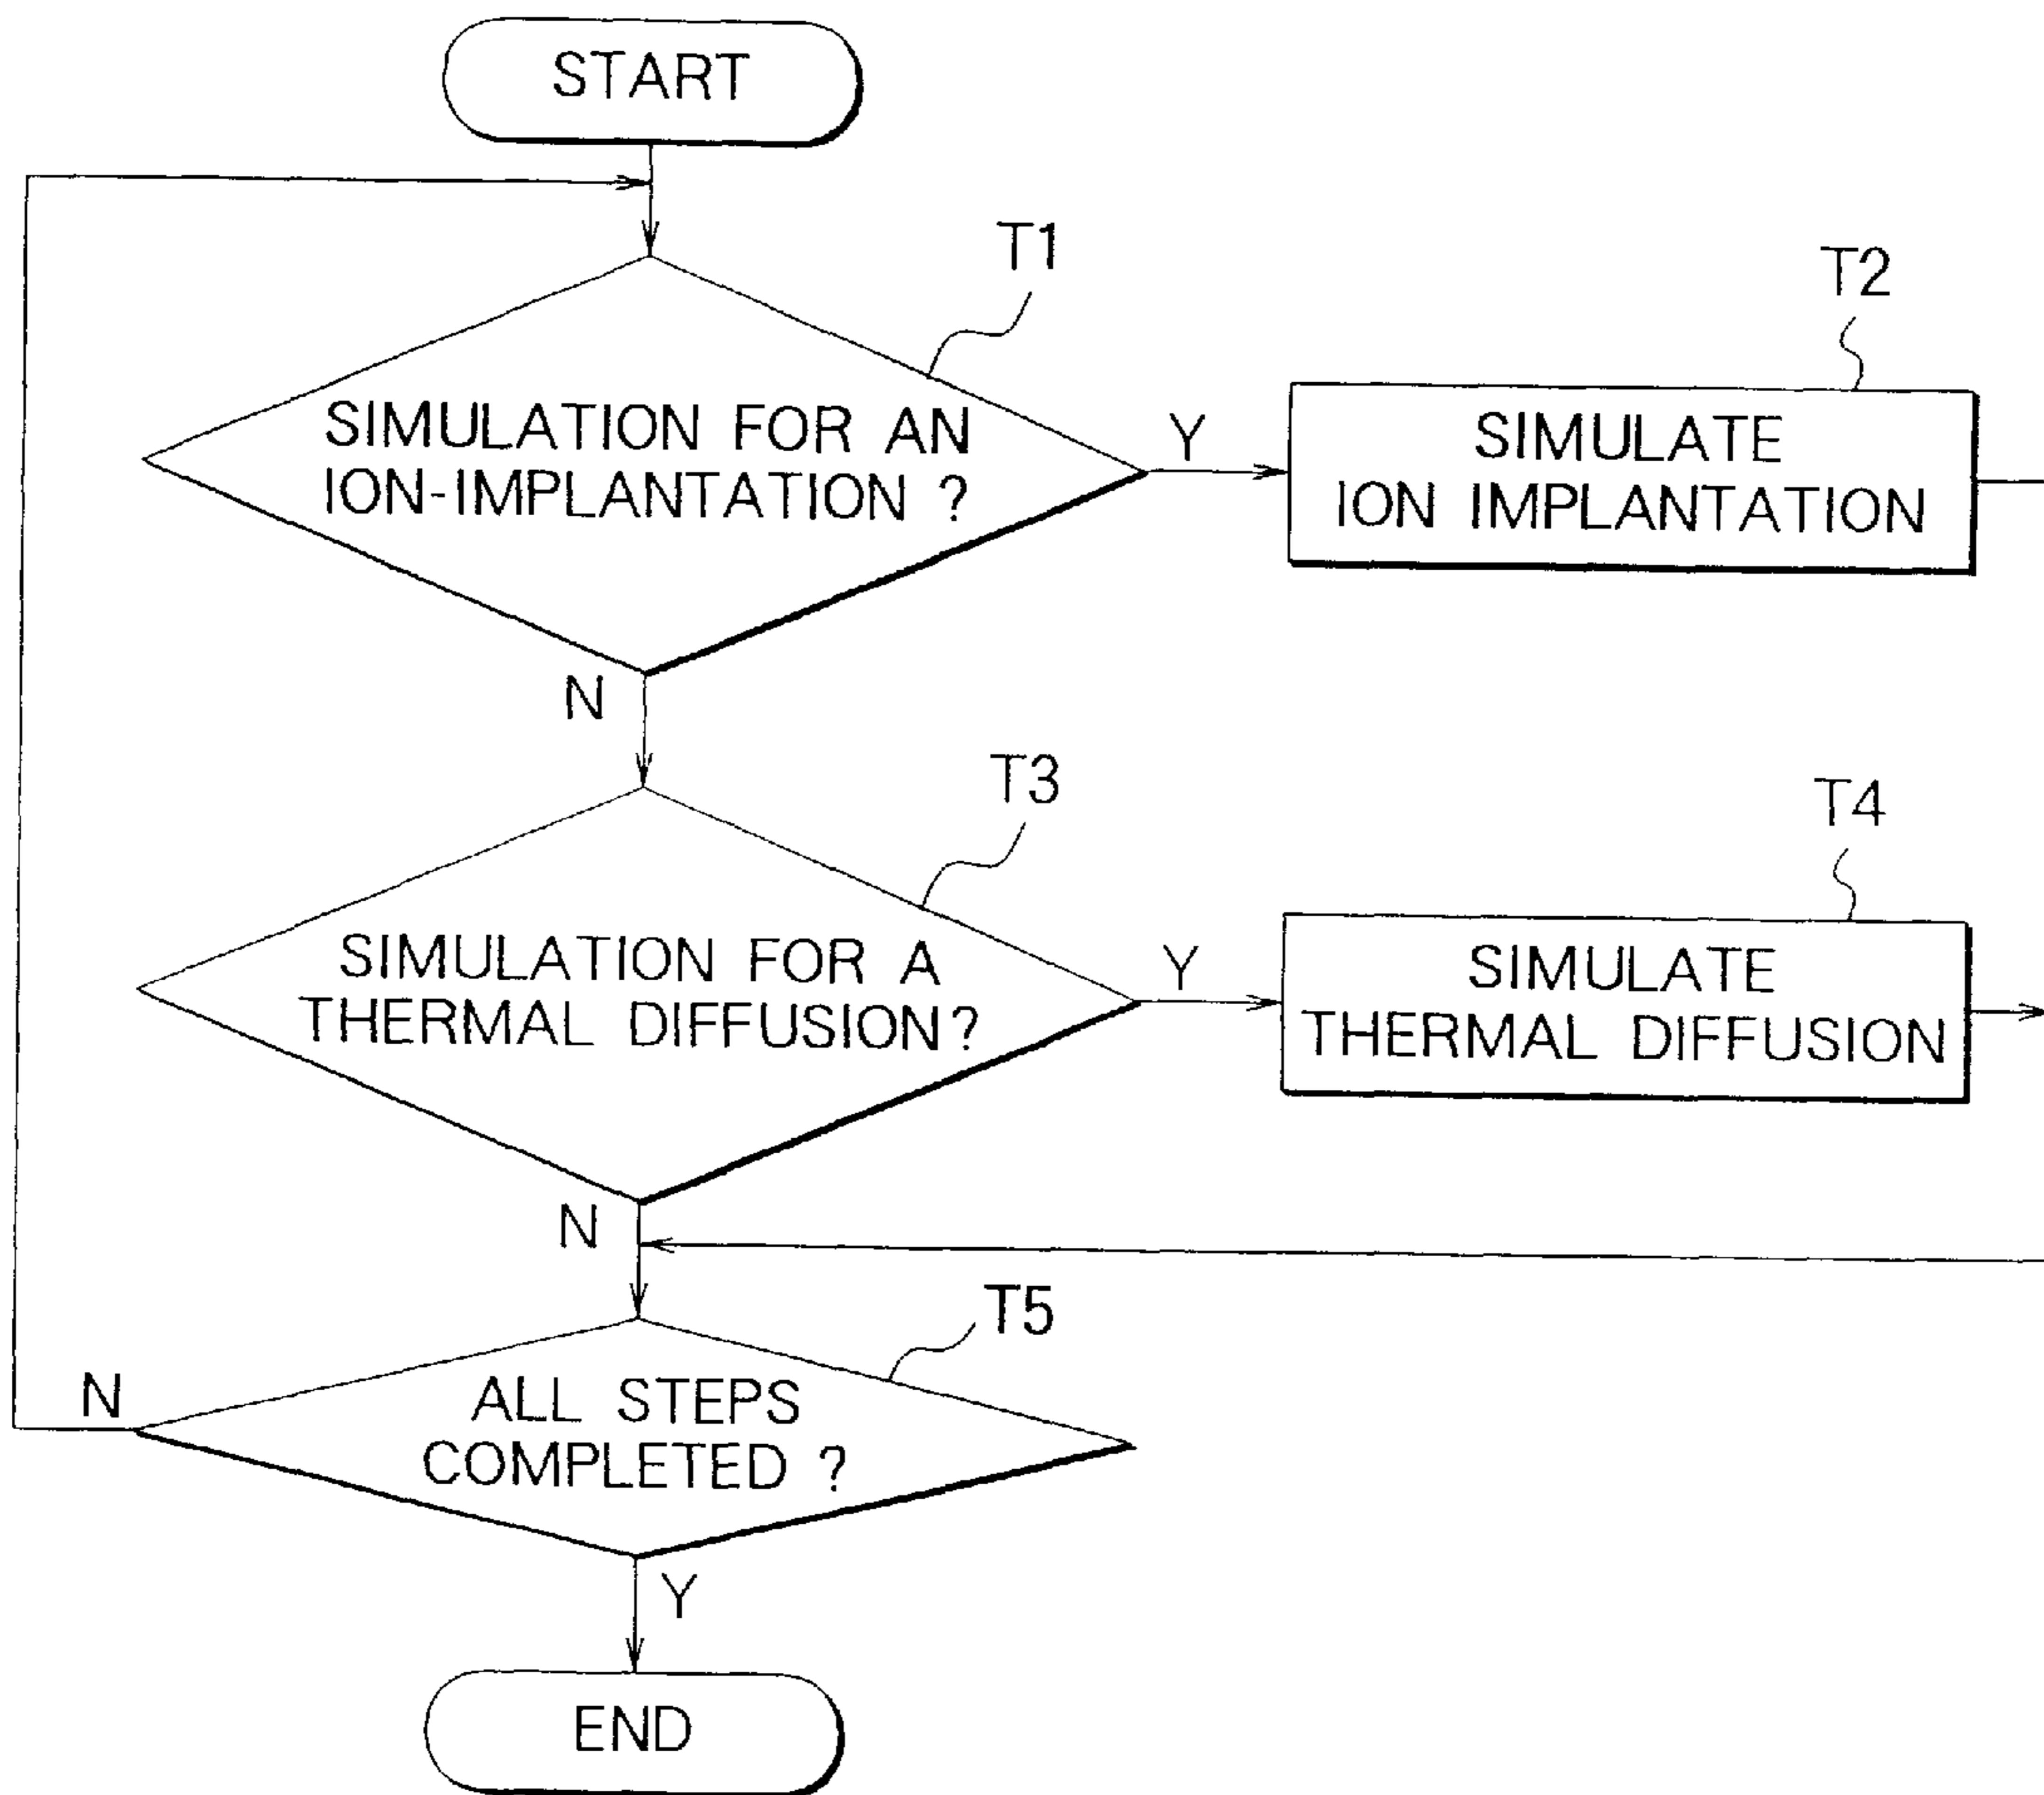 START
T1
T2
SIMULATION FOR AN
ION-IMPLANTATION ?
Y
SIMULATE
ION IMPLANTATION
N
T3
T4
SIMULATION FOR A
THERMAL DIFFUSION?
Y
SIMULATE
THERMAL DIFFUSION
N
T5
N
ALL STEPS
COMPLETED ?
Y
END